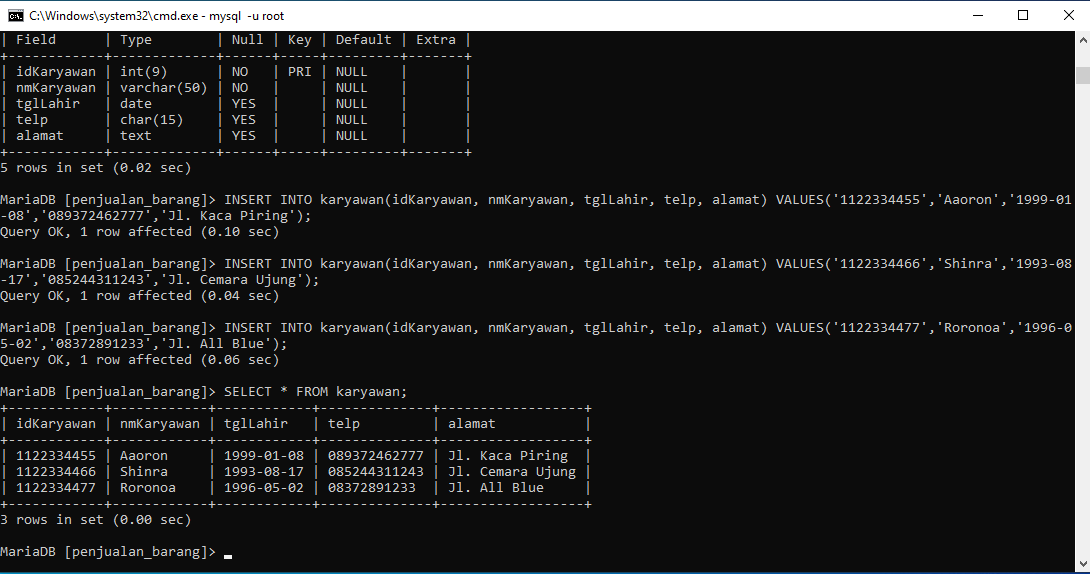 C:\Windows\system32\cmd.exe - mysql  -u root
| Field      | Type        | Null | Key | Default | Extra |
+------------+-------------+------+-----+---------+-------+
| idKaryawan | int(9)      | NO   | PRI | NULL    |       |
| nmKaryawan | varchar(50) | NO   |     | NULL    |       |
| tglLahir   | date        | YES  |     | NULL    |       |
| telp       | char(15)    | YES  |     | NULL    |       |
| alamat     | text        | YES  |     | NULL    |       |
+------------+-------------+------+-----+---------+-------+
5 rows in set (0.02 sec)
MariaDB [penjualan_barang]> INSERT INTO karyawan(idKaryawan, nmKaryawan, tglLahir, telp, alamat) VALUES('1122334455','Aaoron','1999-01
-08','089372462777','Jl. Kaca Piring');
Query OK, 1 row affected (0.10 sec)
MariaDB [penjualan_barang]> INSERT INTO karyawan(idKaryawan, nmKaryawan, tglLahir, telp, alamat) VALUES('1122334466','Shinra','1993-08
-17','085244311243','Jl. Cemara Ujung');
Query OK, 1 row affected (0.04 sec)
MariaDB [penjualan_barang]> INSERT INTO karyawan(idKaryawan, nmKaryawan, tglLahir, telp, alamat) VALUES('1122334477','Roronoa','1996-0
5-02','08372891233','Jl. All Blue');
Query OK, 1 row affected (0.06 sec)
MariaDB [penjualan_barang]> SELECT * FROM karyawan;
+------------+------------+------------+--------------+------------------+
| idKaryawan | nmKaryawan | tglLahir   | telp         | alamat           |
+------------+------------+------------+--------------+------------------+
| 1122334455 | Aaoron     | 1999-01-08 | 089372462777 | Jl. Kaca Piring  |
| 1122334466 | Shinra     | 1993-08-17 | 085244311243 | Jl. Cemara Ujung |
| 1122334477 | Roronoa    | 1996-05-02 | 08372891233  | Jl. All Blue     |
+------------+------------+------------+--------------+------------------+
3 rows in set (0.00 sec)
MariaDB [penjualan_barang]> _